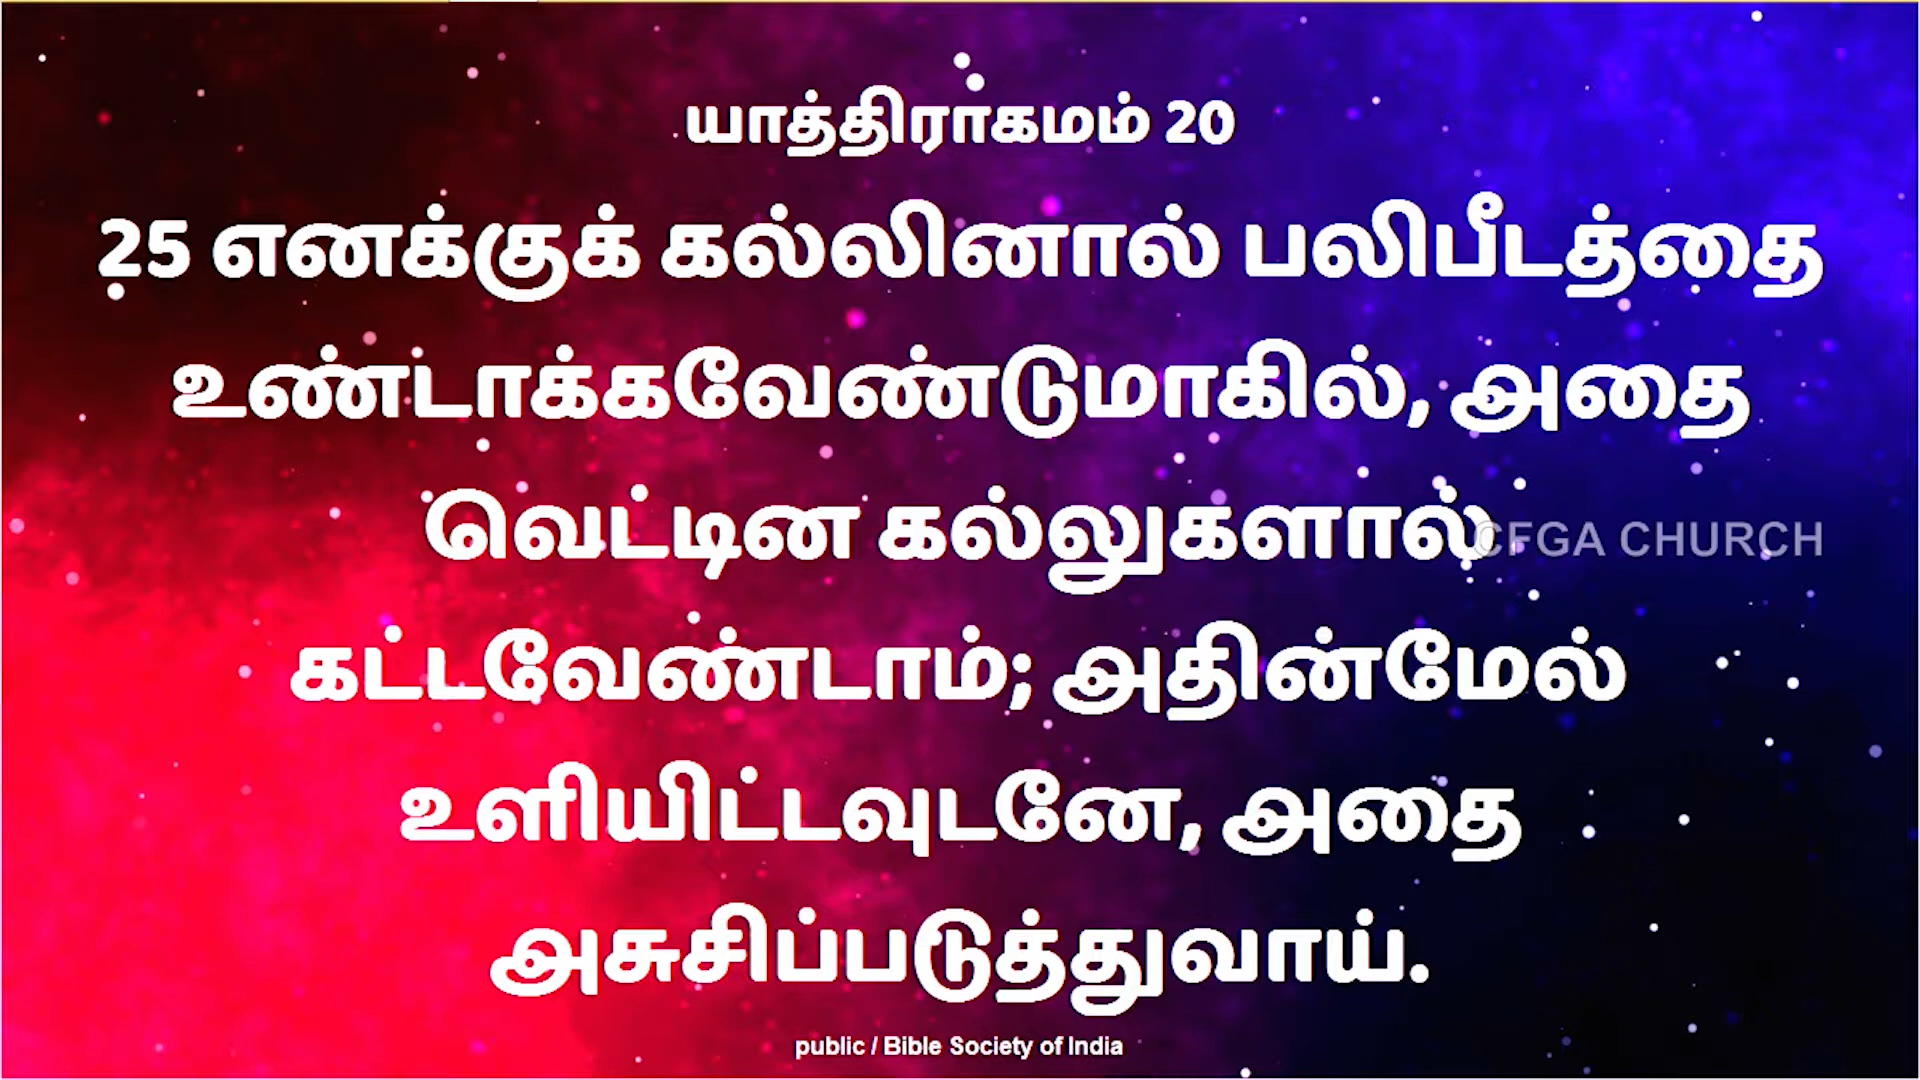 யாத்திராகமம் 20
25 எனக்குக் கல்லினால் பலிபீடத்தை
உண்டாக்கவேண்டுமாகில், அதை
வெட்டின கல்லுகளால்
CFGA CHURCH
கட்டவேண்டாம்; அதின்மேல்
உளியிட்டவுடனே, அதை
அசுசிப்படுத்துவாய்.
public / Bible Society of India